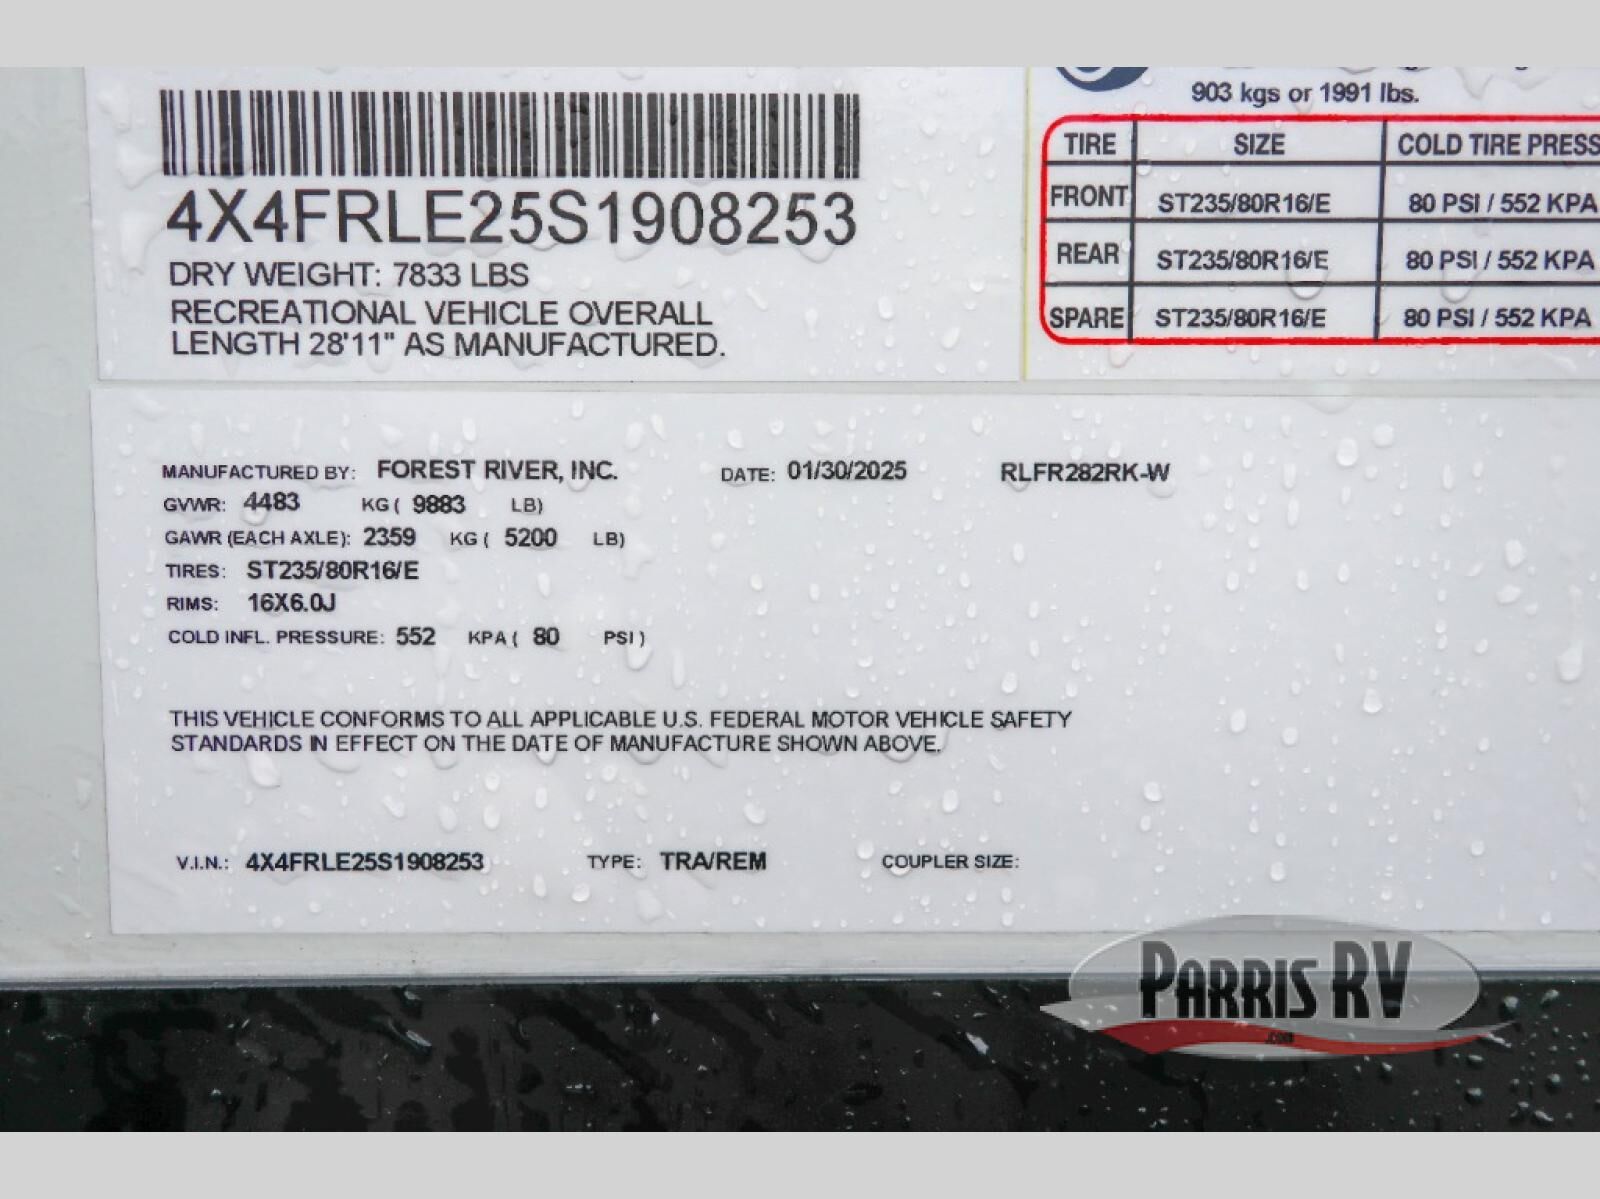 4X4FRLE25S1908253
DRY WEIGHT: 7833 LBS
RECREATIONAL VEHICLE OVERALL
LENGTH 28'11" AS MANUFACTURED.
903 kgs or 1991 lbs.
TIRE SIZE COLD TIRE PRESS
FRONT ST235/80R16/E 80 PSI / 552 KPA
REAR ST235/80R16/E 80 PSI / 552 KPA
SPARE ST235/80R16/E 80 PSI / 552 KPA
MANUFACTURED BY: FOREST RIVER, INC. DATE: 01/30/2025 RLFR282RK-W
GVWR: 4483 KG ( 9883 LB)
GAWR (EACH AXLE): 2359 KG ( 5200 LB)
TIRES: ST235/80R16/E
RIMS: 16X6.0J
COLD INFL. PRESSURE: 552 KPA ( 80 PSI )
THIS VEHICLE CONFORMS TO ALL APPLICABLE U.S. FEDERAL MOTOR VEHICLE SAFETY
STANDARDS IN EFFECT ON THE DATE OF MANUFACTURE SHOWN ABOVE.
V.I.N.: 4X4FRLE25S1908253 TYPE: TRA/REM COUPLER SIZE:
PARRIS RV
.COM